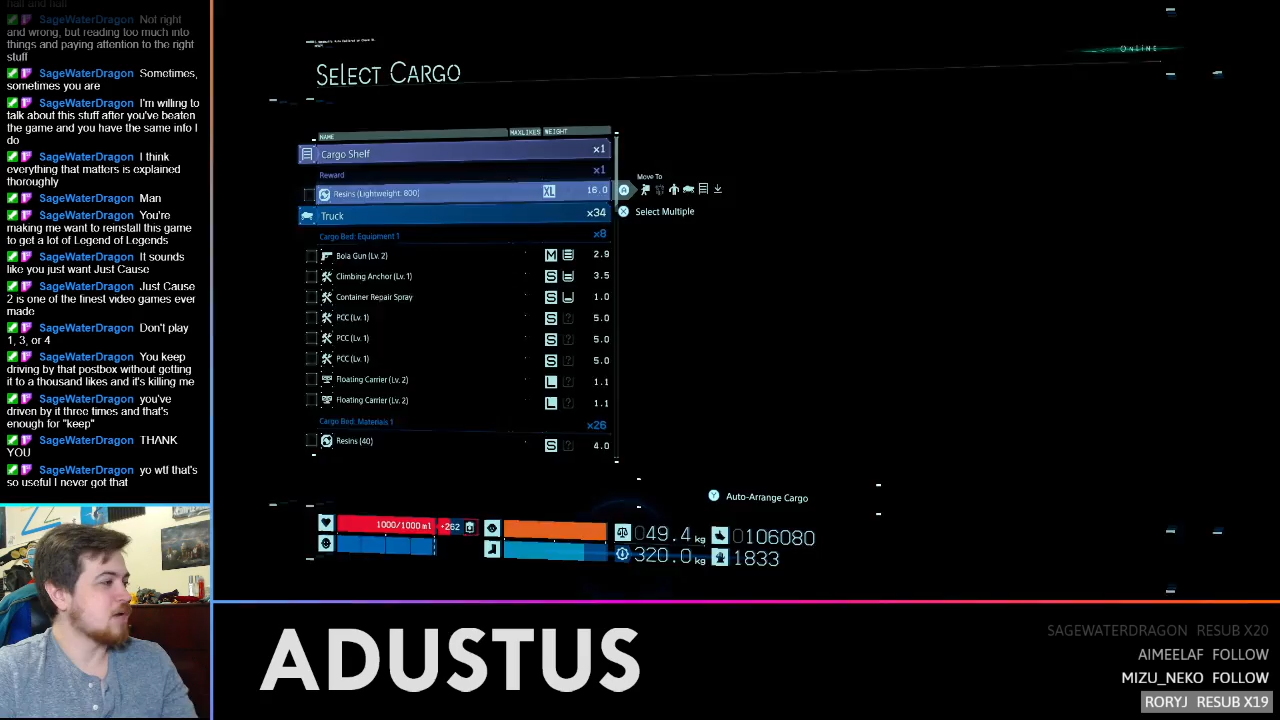 half and half
SageWaterDragon Not right
and wrong, but reading too much into
things and paying attention to the right
stuff
SageWaterDragon Sometimes,
sometimes you are
SageWaterDragon I'm willing to
talk about this stuff after you've beaten
the game and you have the same info I
do
SageWaterDragon I think
everything that matters is explained
thoroughly
SageWaterDragon Man
SageWaterDragon You're
making me want to reinstall this game
to get a lot of Legend of Legends
SageWaterDragon It sounds
like you just want Just Cause
SageWaterDragon Just Cause
2 is one of the finest video games ever
made
SageWaterDragon Don't play
1, 3, or 4
SageWaterDragon You keep
driving by that postbox without getting
it to a thousand likes and it's killing me
SageWaterDragon you've
driven by it three times and that's
enough for "keep"
SageWaterDragon THANK
YOU
SageWaterDragon yo wtf that's
so useful I never got that
ONLINE
SELECT CARGO
NAME MAXLIKES WEIGHT
Cargo Shelf x1
Reward x1
Resins (Lightweight: 800) XL 16.0
Move To
A
X Select Multiple
Truck x34
Cargo Bed: Equipment 1 x8
Bola Gun (Lv. 2) M 2.9
Climbing Anchor (Lv. 1) S 3.5
Container Repair Spray S 1.0
PCC (Lv. 1) S ? 5.0
PCC (Lv. 1) S ? 5.0
PCC (Lv. 1) S ? 5.0
Floating Carrier (Lv. 2) L ? 1.1
Floating Carrier (Lv. 2) L ? 1.1
Cargo Bed: Materials 1 x26
Resins (40) S ? 4.0
Y Auto-Arrange Cargo
1000/1000 ml +262
049.4 kg 0106080
320.0 kg 1833
ADUSTUS
SAGEWATERDRAGON RESUB X20
AIMEELAF FOLLOW
MIZU_NEKO FOLLOW
RORYJ RESUB X19